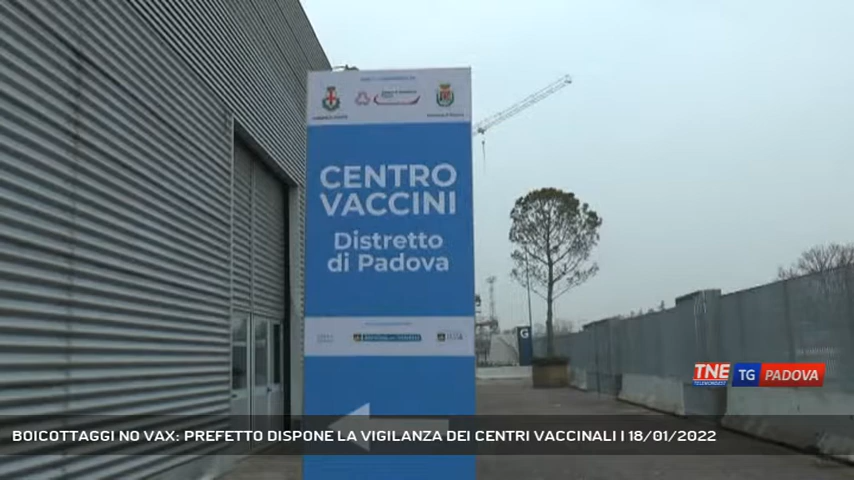 CENTRO
VACCINI
Distretto
di Padova
G
TNE TG PADOVA
TELENORDEST
BOICOTTAGGI NO VAX: PREFETTO DISPONE LA VIGILANZA DEI CENTRI VACCINALI | 18/01/2022